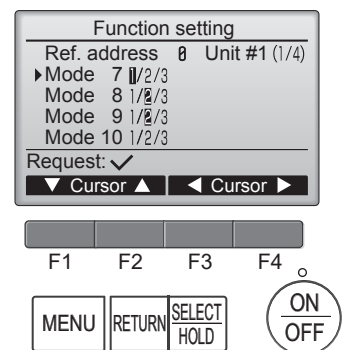 Function setting
Ref. address 0 Unit #1 (1/4)
Mode 7 1/2/3
Mode 8 1/2/3
Mode 9 1/2/3
Mode 10 1/2/3
Request: ✓
▼ Cursor ▲ ◀ Cursor ▶
F1 F2 F3 F4
MENU RETURN SELECT HOLD ON OFF